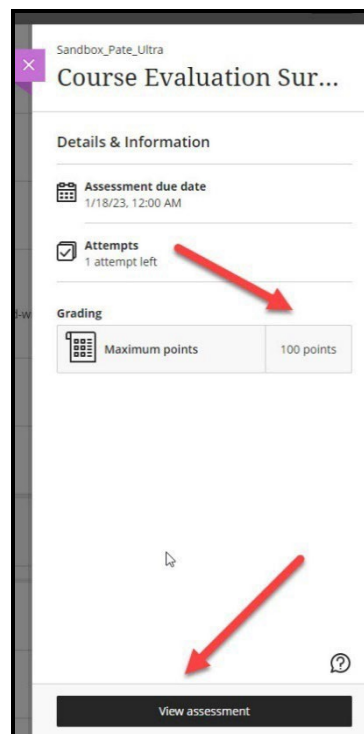 Sandbox_Pate_Ultra
Course Evaluation Sur...
Details & Information
Assessment due date
1/18/23, 12:00 AM
Attempts
1 attempt left
Grading
Maximum points
100 points
View assessment